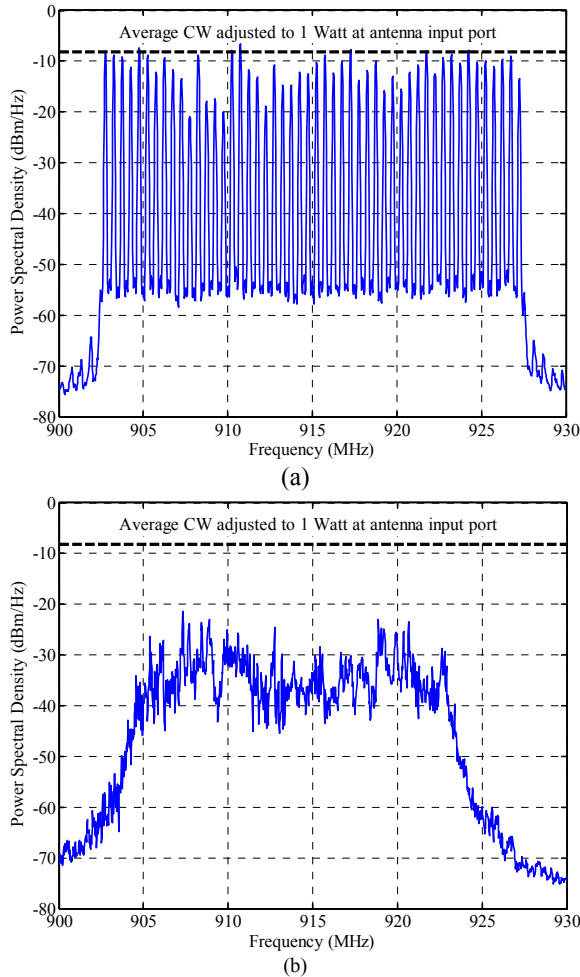 0
Average CW adjusted to 1 Watt at antenna input port
-10
-20
-30
-40
-50
-60
-70
-80
Power Spectral Density (dBm/Hz)
900 905 910 915 920 925 930
Frequency (MHz)
(a)
0
Average CW adjusted to 1 Watt at antenna input port
-10
-20
-30
-40
-50
-60
-70
-80
Power Spectral Density (dBm/Hz)
900 905 910 915 920 925 930
Frequency (MHz)
(b)